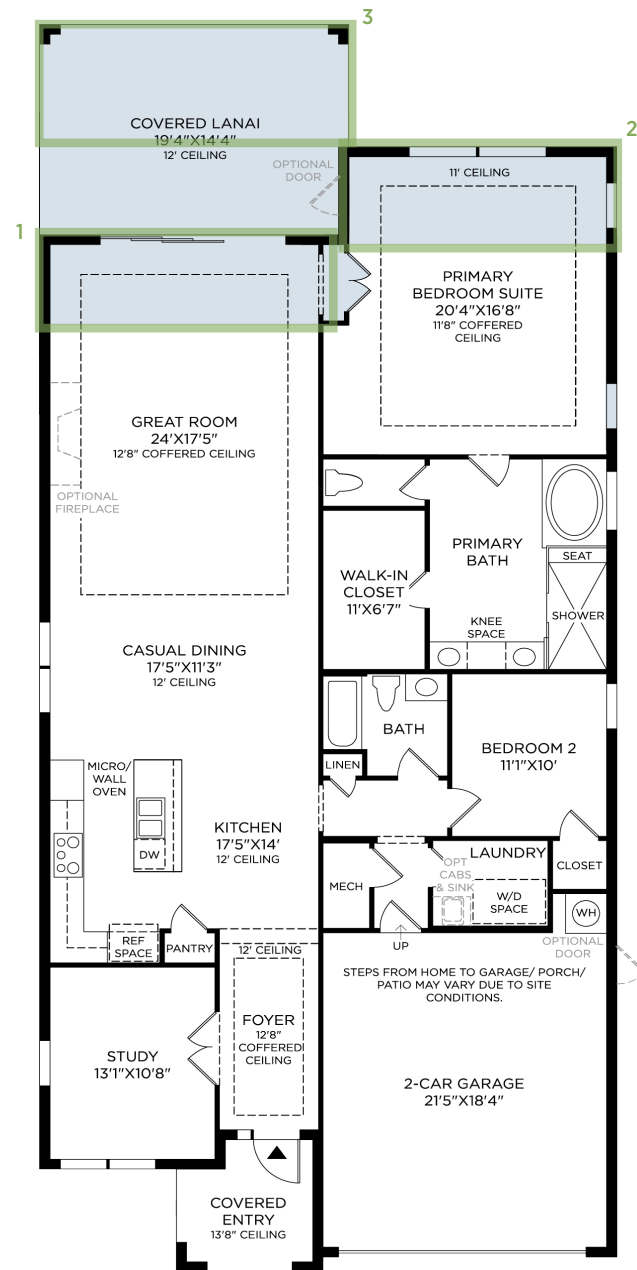 3
COVERED LANAI
19'4"X14'4"
12' CEILING
OPTIONAL
DOOR
2
11' CEILING
1
PRIMARY
BEDROOM SUITE
20'4"X16'8"
11'8" COFFERED
CEILING
GREAT ROOM
24'X17'5"
12'8" COFFERED CEILING
OPTIONAL
FIREPLACE
PRIMARY
BATH
SEAT
WALK-IN
CLOSET
11'X6'7"
KNEE
SPACE
SHOWER
CASUAL DINING
17'5"X11'3"
12' CEILING
BATH
BEDROOM 2
11'1"X10'
LINEN
MICRO/
WALL
OVEN
DW
KITCHEN
17'5"X14'
12' CEILING
MECH
OPT
CABS
& SINK
LAUNDRY
W/D
SPACE
CLOSET
WH
OPTIONAL
DOOR
REF
SPACE
PANTRY
UP
12' CEILING
STEPS FROM HOME TO GARAGE/ PORCH/
PATIO MAY VARY DUE TO SITE
CONDITIONS.
FOYER
12'8"
COFFERED
CEILING
STUDY
13'1"X10'8"
2-CAR GARAGE
21'5"X18'4"
COVERED
ENTRY
13'8" CEILING